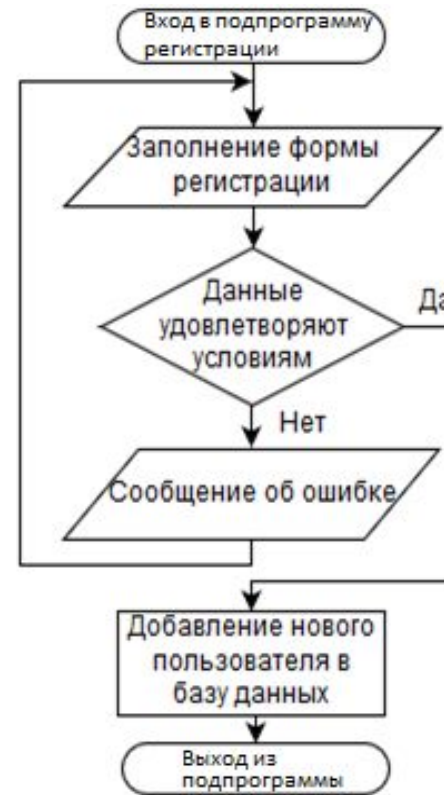 Вход в подпрограмму
регистрации
Заполнение формы
регистрации
Данные
удовлетворяют
условиям
Да
Нет
Сообщение об ошибке
Добавление нового
пользователя в
базу данных
Выход из
подпрограммы